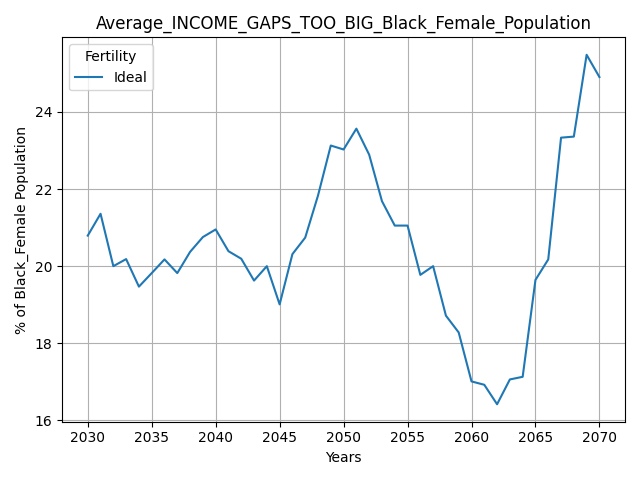 Average_INCOME_GAPS_TOO_BIG_Black_Female_Population
Fertility
Ideal
% of Black_Female Population
24
22
20
18
16
2030 2035 2040 2045 2050 2055 2060 2065 2070
Years